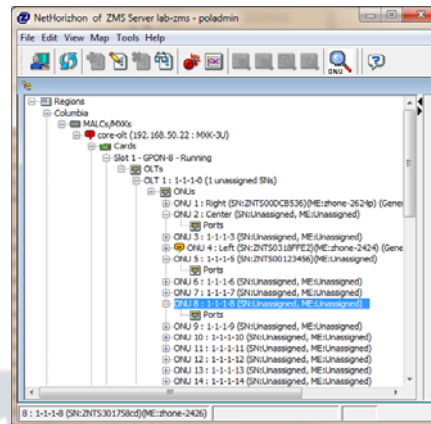 NetHorizhon of ZMS Server lab-zms - poladmin
File Edit View Map Tools Help
ONU
Regions
Columbia
MALCs/MXKs
core-olt (192.168.50.22 : MXK-3U)
Cards
Slot 1 - GPON-8 - Running
OLTs
OLT 1 : 1-1-1-0 (1 unassigned SNs)
ONUs
ONU 1 : Right (SN:ZNTS00DCB536)(ME:zhone-2624p) (Gener
ONU 2 : Center (SN:Unassigned, ME:Unassigned)
Ports
ONU 3 : 1-1-1-3 (SN:Unassigned, ME:Unassigned)
ONU 4 : Left (SN:ZNTS0318FFE2)(ME:zhone-2424) (Gene
ONU 5 : 1-1-1-5 (SN:ZNTS00123456)(ME:Unassigned)
Ports
ONU 6 : 1-1-1-6 (SN:Unassigned, ME:Unassigned)
ONU 7 : 1-1-1-7 (SN:Unassigned, ME:Unassigned)
ONU 8 : 1-1-1-8 (SN:Unassigned, ME:Unassigned)
Ports
ONU 9 : 1-1-1-9 (SN:Unassigned, ME:Unassigned)
ONU 10 : 1-1-1-10 (SN:Unassigned, ME:Unassigned)
ONU 11 : 1-1-1-11 (SN:Unassigned, ME:Unassigned)
ONU 12 : 1-1-1-12 (SN:Unassigned, ME:Unassigned)
ONU 13 : 1-1-1-13 (SN:Unassigned, ME:Unassigned)
ONU 14 : 1-1-1-14 (SN:Unassigned, ME:Unassigned)
8 : 1-1-1-8 (SN:ZNTS301758cd)(ME:zhone-2426)